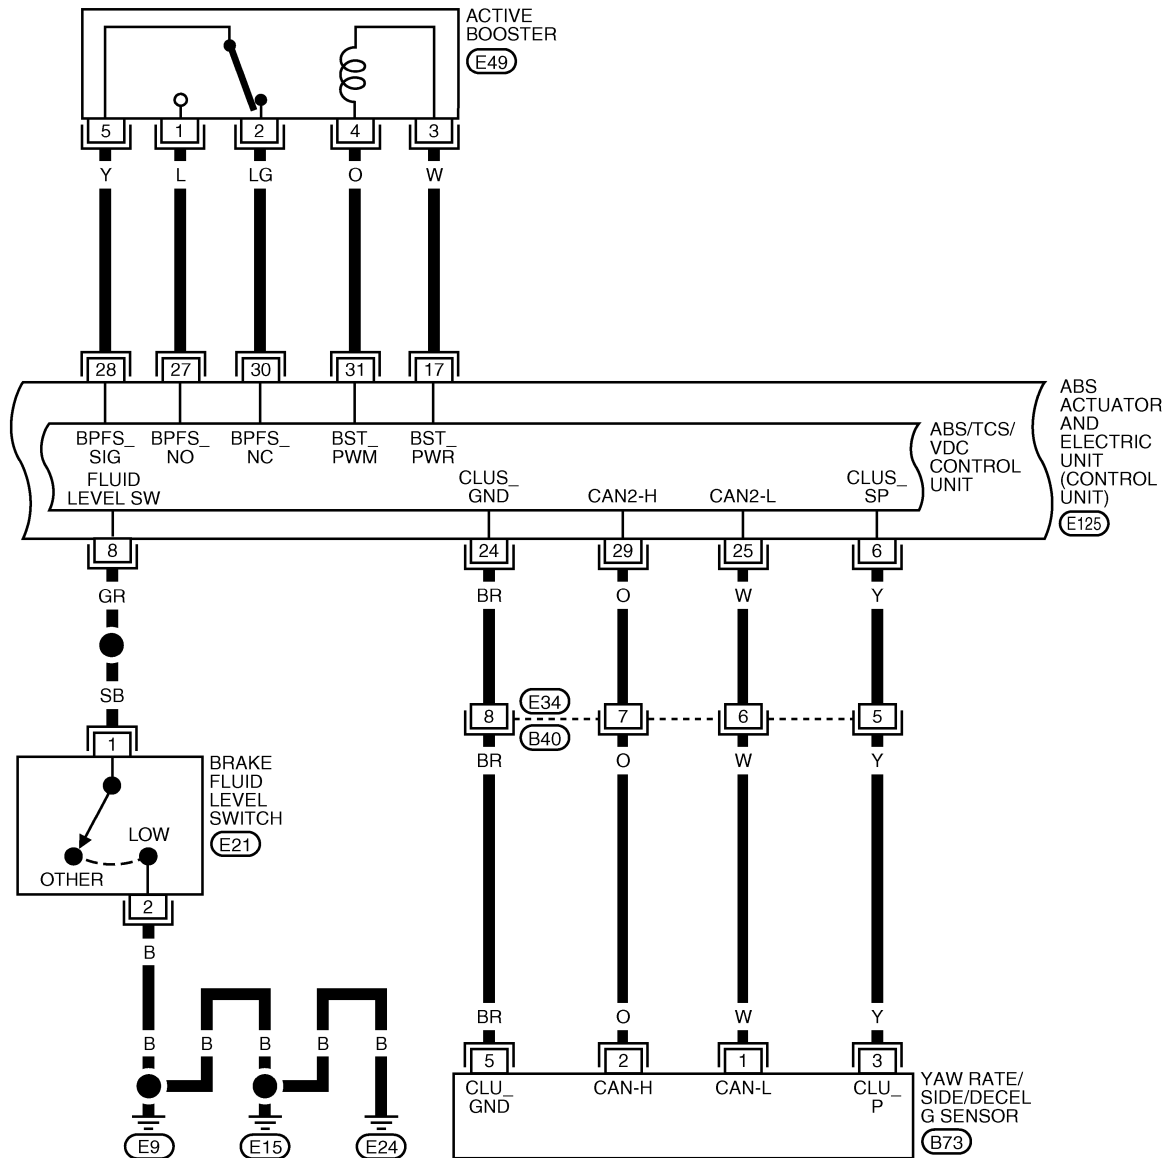 ACTIVE
BOOSTER
E49
5 1 2 4 3
Y L LG O W
28 27 30 31 17
BPFS_
SIG
BPFS_
NO
BPFS_
NC
BST_
PWM
BST_
PWR
ABS/TCS/
VDC
CONTROL
UNIT
ABS
ACTUATOR
AND
ELECTRIC
UNIT
(CONTROL
UNIT)
E125
FLUID
LEVEL SW
CLUS_
GND
CAN2-H
CAN2-L
CLUS_
SP
8 24 29 25 6
GR BR O W Y
SB
E34
8 7 6 5
B40
BR O W Y
1
BRAKE
FLUID
LEVEL
SWITCH
E21
LOW
OTHER
2
B
BR O W Y
B B B B B
5 2 1 3
CLU_
GND
CAN-H
CAN-L
CLU_
P
YAW RATE/
SIDE/DECEL
G SENSOR
B73
E9 E15 E24